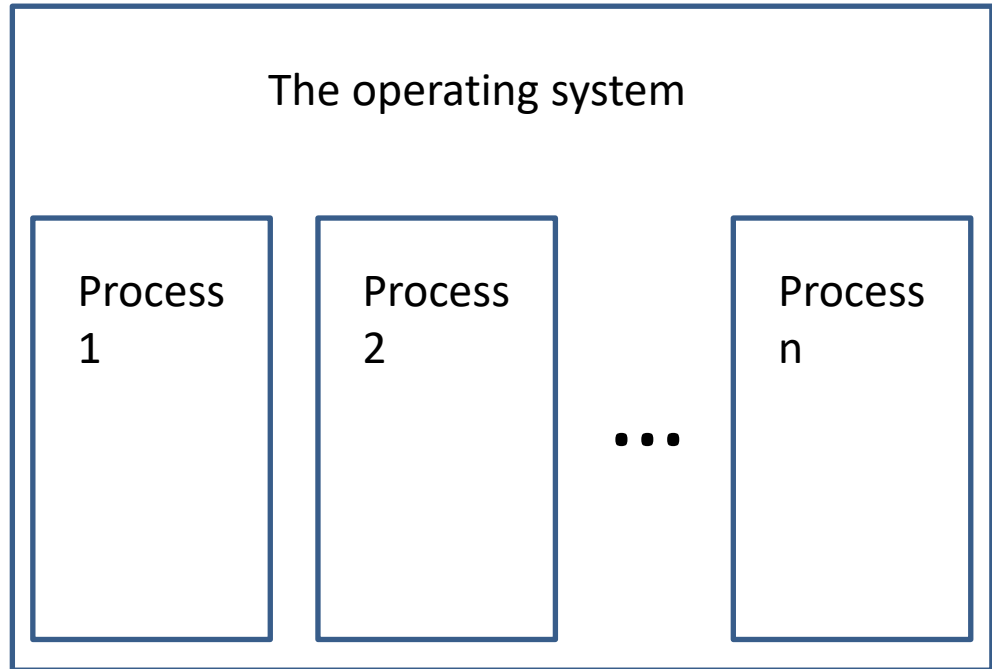 The operating system
Process
1
Process
2
...
Process
n